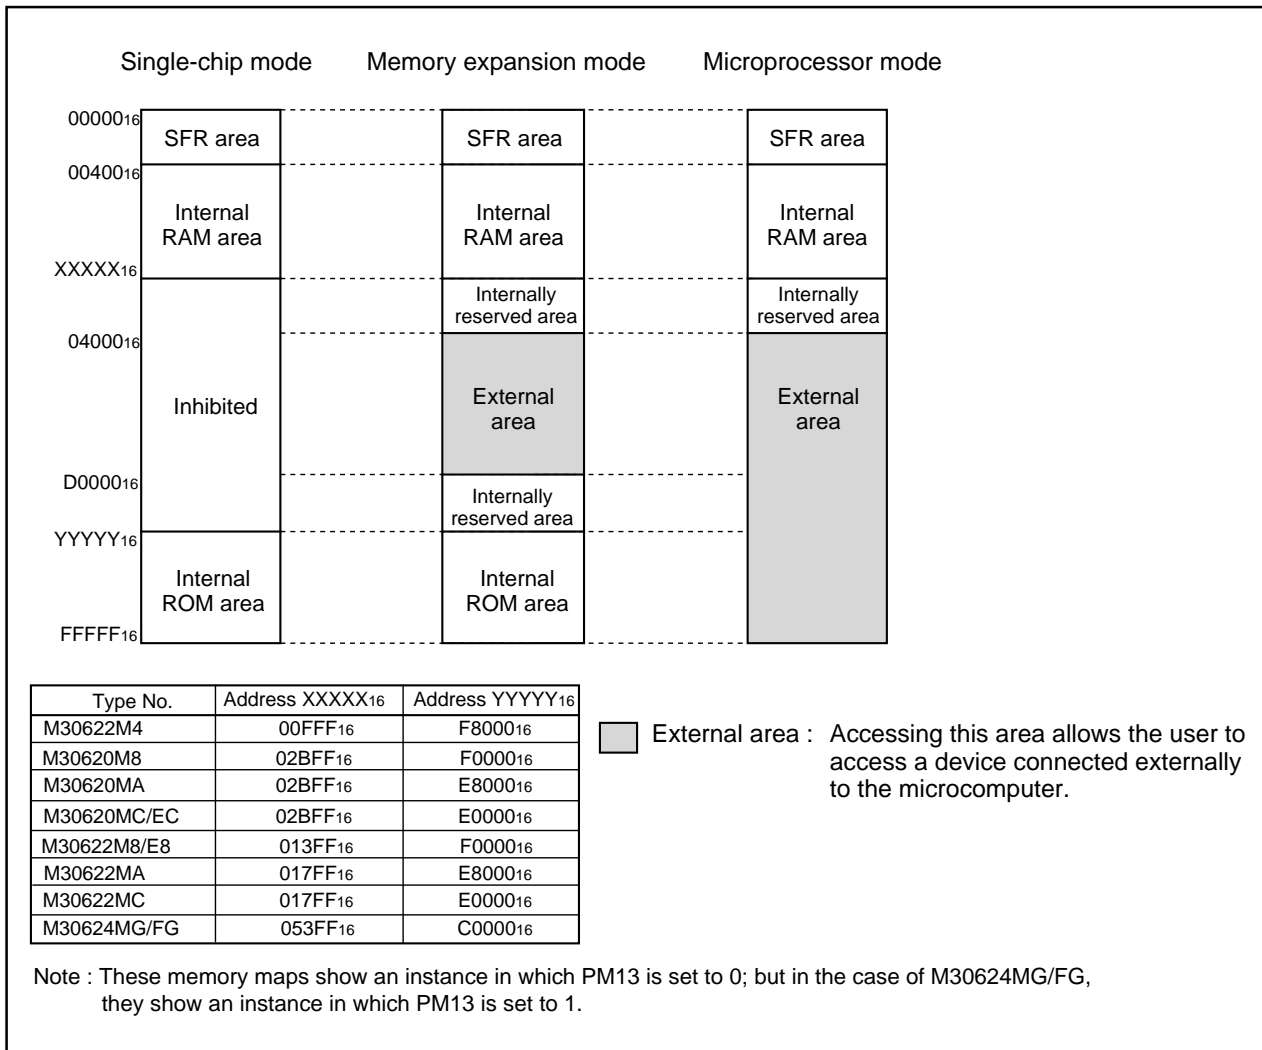 Single-chip mode Memory expansion mode Microprocessor mode
0000016
SFR area SFR area SFR area
0040016
Internal RAM area Internal RAM area Internal RAM area
XXXXX16
Internally reserved area Internally reserved area
0400016
Inhibited External area External area
D000016
Internally reserved area
YYYYY16
Internal ROM area Internal ROM area
FFFFF16
Type No. Address XXXXX16 Address YYYYY16
M30622M4 00FFF16 F800016
M30620M8 02BFF16 F000016
M30620MA 02BFF16 E800016
M30620MC/EC 02BFF16 E000016
M30622M8/E8 013FF16 F000016
M30622MA 017FF16 E800016
M30622MC 017FF16 E000016
M30624MG/FG 053FF16 C000016
External area : Accessing this area allows the user to
access a device connected externally
to the microcomputer.
Note : These memory maps show an instance in which PM13 is set to 0; but in the case of M30624MG/FG,
they show an instance in which PM13 is set to 1.